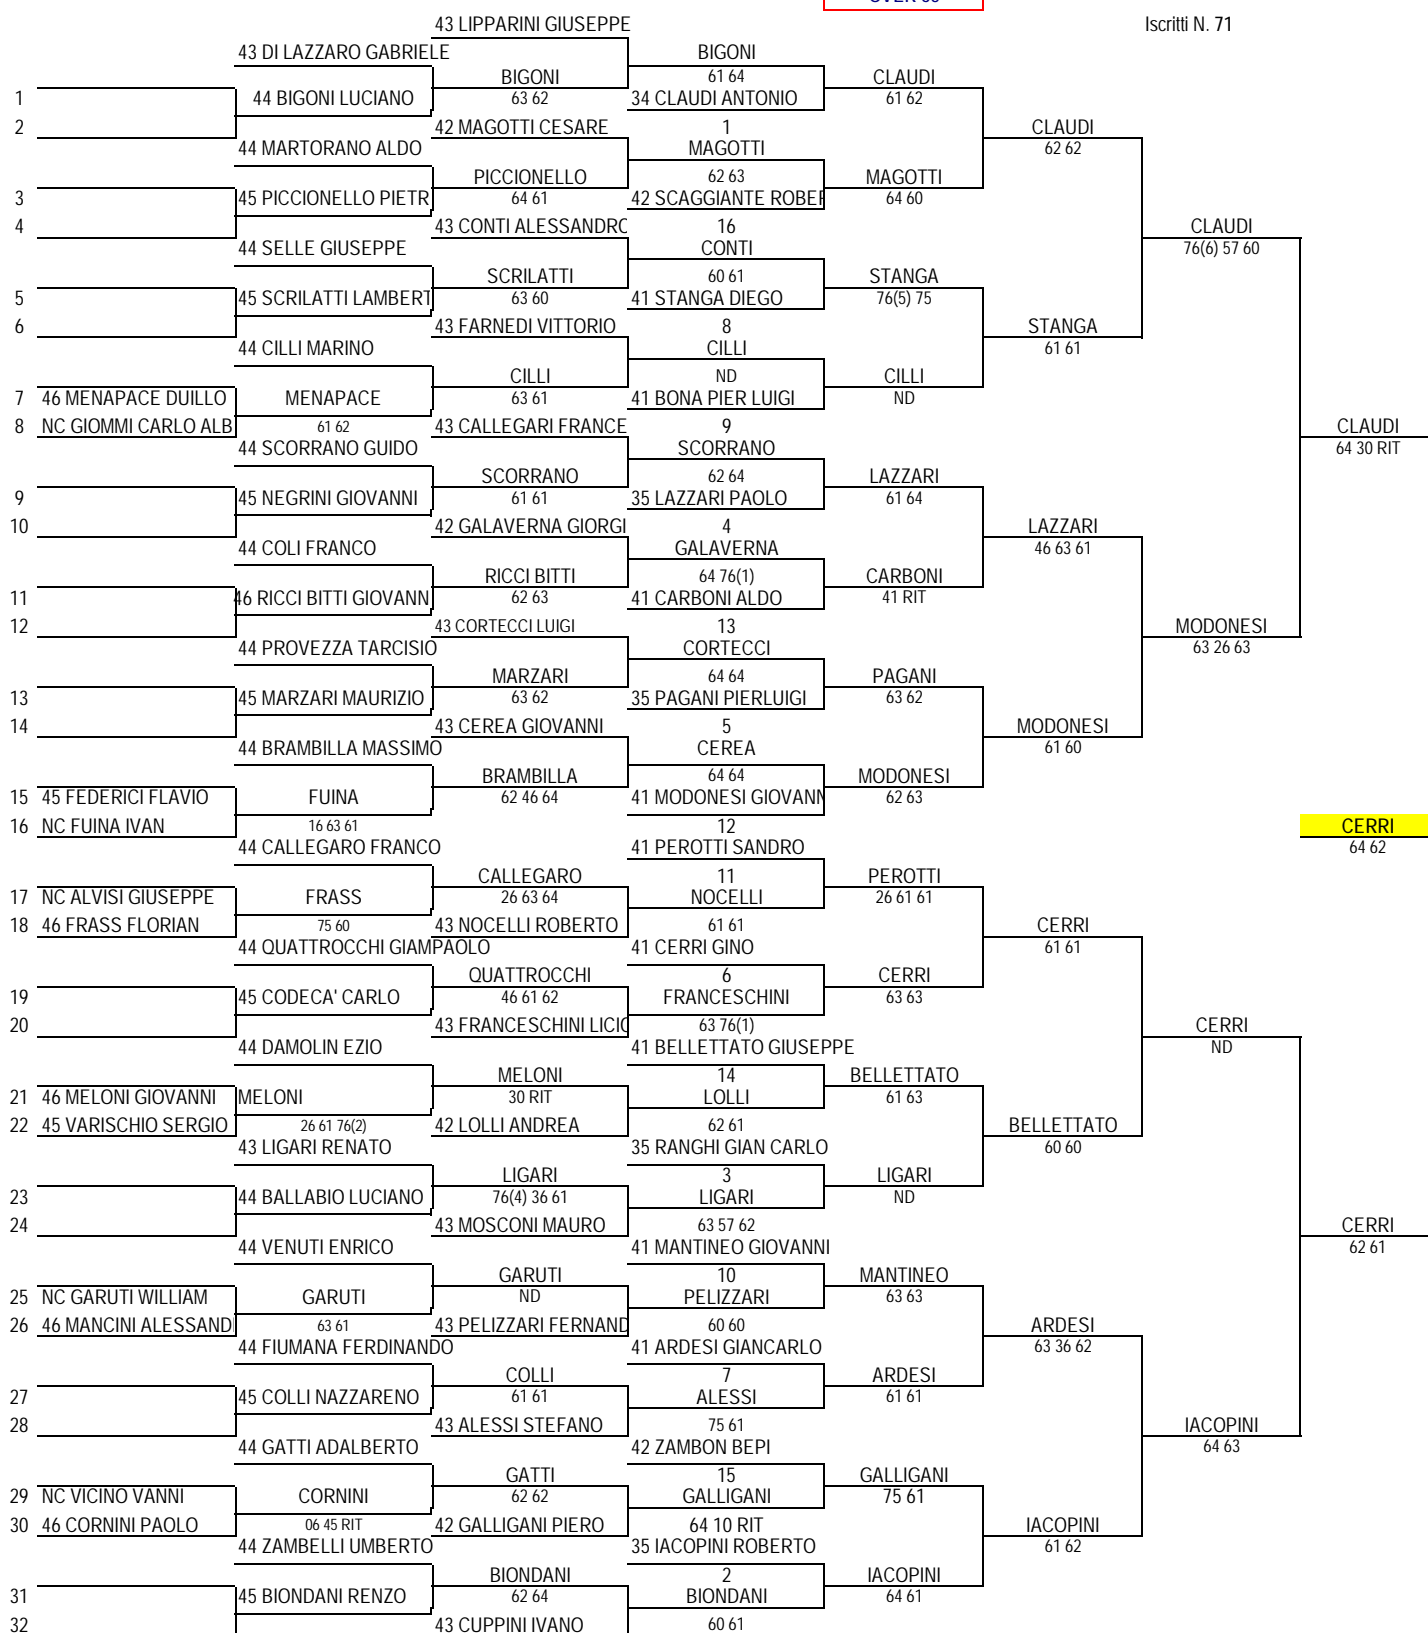 43 LIPPARINI GIUSEPPE
Iscritti N. 71
43 DI LAZZARO GABRIELE
BIGONI
BIGONI
61 64
CLAUDI
1
44 BIGONI LUCIANO
63 62
34 CLAUDI ANTONIO
61 62
2
42 MAGOTTI CESARE
1
CLAUDI
44 MARTORANO ALDO
MAGOTTI
62 62
PICCIONELLO
62 63
MAGOTTI
3
45 PICCIONELLO PIETR
64 61
42 SCAGGIANTE ROBER
64 60
4
43 CONTI ALESSANDRO
16
CLAUDI
44 SELLE GIUSEPPE
CONTI
76(6) 57 60
SCRILATTI
60 61
STANGA
5
45 SCRILATTI LAMBERT
63 60
41 STANGA DIEGO
76(5) 75
6
43 FARNEDI VITTORIO
8
STANGA
44 CILLI MARINO
CILLI
61 61
CILLI
ND
CILLI
7 46 MENAPACE DUILLO
MENAPACE
63 61
41 BONA PIER LUIGI
ND
8 NC GIOMMI CARLO ALB
61 62
43 CALLEGARI FRANCE
9
CLAUDI
44 SCORRANO GUIDO
SCORRANO
64 30 RIT
SCORRANO
62 64
LAZZARI
9
45 NEGRINI GIOVANNI
61 61
35 LAZZARI PAOLO
61 64
10
42 GALAVERNA GIORGI
4
LAZZARI
44 COLI FRANCO
GALAVERNA
46 63 61
RICCI BITTI
64 76(1)
CARBONI
11
46 RICCI BITTI GIOVANN
62 63
41 CARBONI ALDO
41 RIT
12
43 CORTECCI LUIGI
13
MODONESI
44 PROVEZZA TARCISIO
CORTECCI
63 26 63
MARZARI
64 64
PAGANI
13
45 MARZARI MAURIZIO
63 62
35 PAGANI PIERLUIGI
63 62
14
43 CEREA GIOVANNI
5
MODONESI
44 BRAMBILLA MASSIMO
CEREA
61 60
BRAMBILLA
64 64
MODONESI
15 45 FEDERICI FLAVIO
FUINA
62 46 64
41 MODONESI GIOVANN
62 63
16 NC FUINA IVAN
16 63 61
12
CERRI
44 CALLEGARO FRANCO
41 PEROTTI SANDRO
64 62
CALLEGARO
11
PEROTTI
17 NC ALVISI GIUSEPPE
FRASS
26 63 64
NOCELLI
26 61 61
18 46 FRASS FLORIAN
75 60
43 NOCELLI ROBERTO
61 61
CERRI
44 QUATTROCCHI GIAMPAOLO
41 CERRI GINO
61 61
QUATTROCCHI
6
CERRI
19
45 CODECA' CARLO
46 61 62
FRANCESCHINI
63 63
20
43 FRANCESCHINI LICIO
63 76(1)
CERRI
44 DAMOLIN EZIO
41 BELLETTATO GIUSEPPE
ND
MELONI
14
BELLETTATO
21 46 MELONI GIOVANNI
MELONI
30 RIT
LOLLI
61 63
22 45 VARISCHIO SERGIO
26 61 76(2)
42 LOLLI ANDREA
62 61
BELLETTATO
43 LIGARI RENATO
35 RANGHI GIAN CARLO
60 60
LIGARI
3
LIGARI
23
44 BALLABIO LUCIANO
76(4) 36 61
LIGARI
ND
24
43 MOSCONI MAURO
63 57 62
CERRI
44 VENUTI ENRICO
41 MANTINEO GIOVANNI
62 61
GARUTI
10
MANTINEO
25 NC GARUTI WILLIAM
GARUTI
ND
PELIZZARI
63 63
26 46 MANCINI ALESSAND
63 61
43 PELIZZARI FERNAND
60 60
ARDESI
44 FIUMANA FERDINANDO
41 ARDESI GIANCARLO
63 36 62
COLLI
7
ARDESI
27
45 COLLI NAZZARENO
61 61
ALESSI
61 61
28
43 ALESSI STEFANO
75 61
IACOPINI
44 GATTI ADALBERTO
42 ZAMBON BEPI
64 63
GATTI
15
GALLIGANI
29 NC VICINO VANNI
CORNINI
62 62
GALLIGANI
75 61
30 46 CORNINI PAOLO
06 45 RIT
42 GALLIGANI PIERO
64 10 RIT
IACOPINI
44 ZAMBELLI UMBERTO
35 IACOPINI ROBERTO
61 62
BIONDANI
2
IACOPINI
31
45 BIONDANI RENZO
62 64
BIONDANI
64 61
32
43 CUPPINI IVANO
60 61